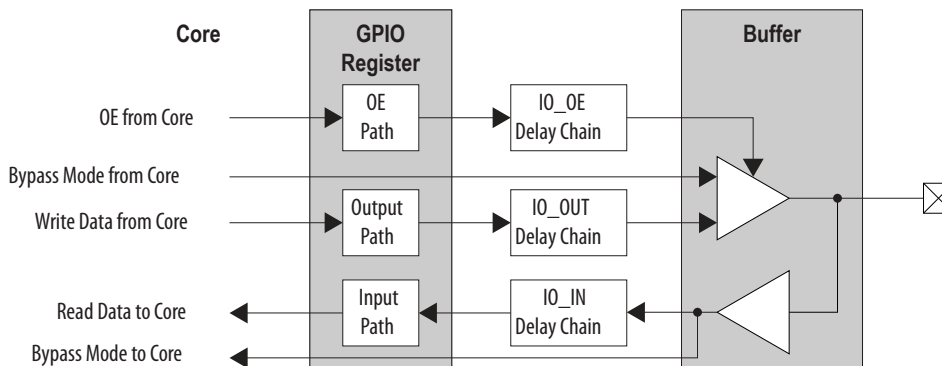 Core
GPIO
Register
Buffer
OE from Core
OE
Path
IO_OE
Delay Chain
Bypass Mode from Core
Write Data from Core
Output
Path
IO_OUT
Delay Chain
Read Data to Core
Input
Path
IO_IN
Delay Chain
Bypass Mode to Core